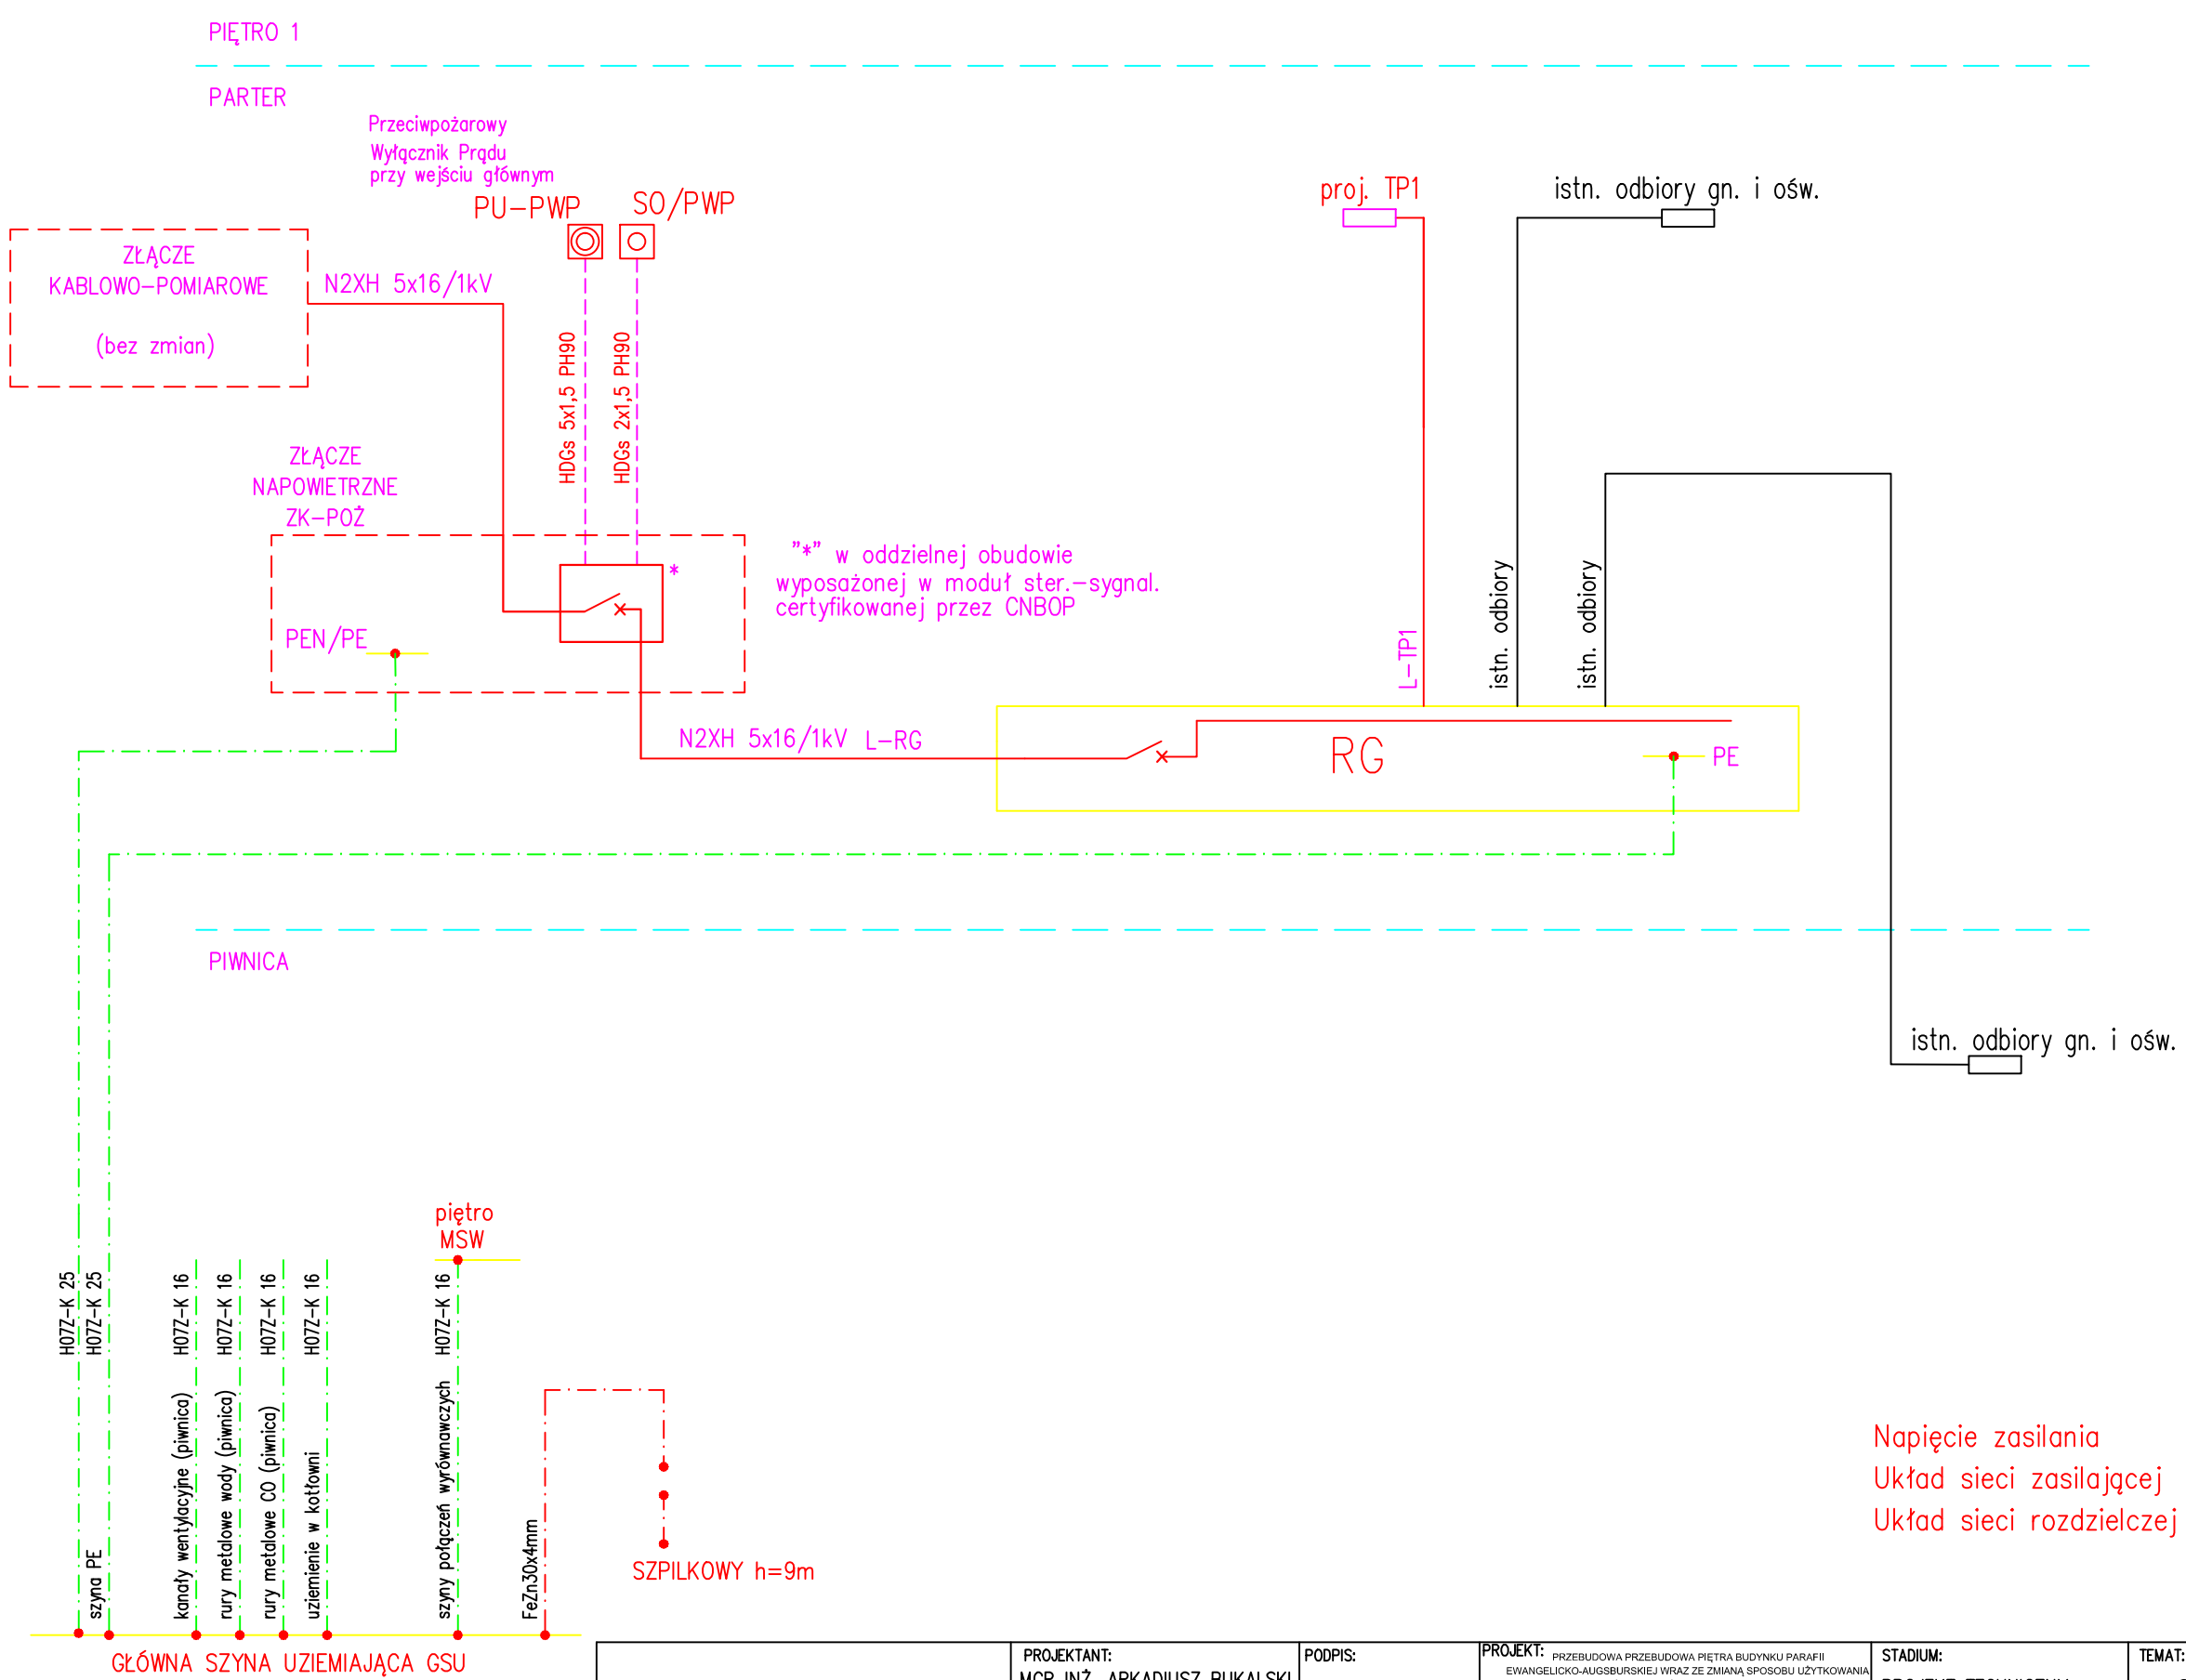 PIĘTRO 1
PARTER
Przeciwpożarowy
Wyłącznik Prądu
przy wejściu głównym
PU-PWP
SO/PWP
proj. TP1
istn. odbiory gn. i ośw.
ZŁĄCZE
KABLOWO-POMIAROWE
(bez zmian)
N2XH 5x16/1kV
HDGs 5x1,5 PH90
HDGs 2x1,5 PH90
ZŁĄCZE
NAPOWIETRZNE
ZK-POŻ
*
"*" w oddzielnej obudowie
wyposażonej w moduł ster.-sygnal.
certyfikowanej przez CNBOP
PEN/PE
L-TP1
istn. odbiory
istn. odbiory
N2XH 5x16/1kV L-RG
RG
PE
PIWNICA
istn. odbiory gn. i ośw.
piętro
MSW
H07Z-K 25
szyna PE H07Z-K 25
kanały wentylacyjne (piwnica) H07Z-K 16
rury metalowe wody (piwnica) H07Z-K 16
rury metalowe CO (piwnica) H07Z-K 16
uziemienie w kotłowni H07Z-K 16
szyny połączeń wyrównawczych H07Z-K 16
FeZn30x4mm
SZPILKOWY h=9m
GŁÓWNA SZYNA UZIEMIAJĄCA GSU
Napięcie zasilania
Układ sieci zasilającej
Układ sieci rozdzielczej
PROJEKTANT:
MGR INŻ. ARKADIUSZ BUKALSKI
PODPIS:
PROJEKT: PRZEBUDOWA PRZEBUDOWA PIĘTRA BUDYNKU PARAFII
EWANGELICKO-AUGSBURSKIEJ WRAZ ZE ZMIANĄ SPOSOBU UŻYTKOWANIA
STADIUM:
PROJEKT TECHNICZNY
TEMAT: